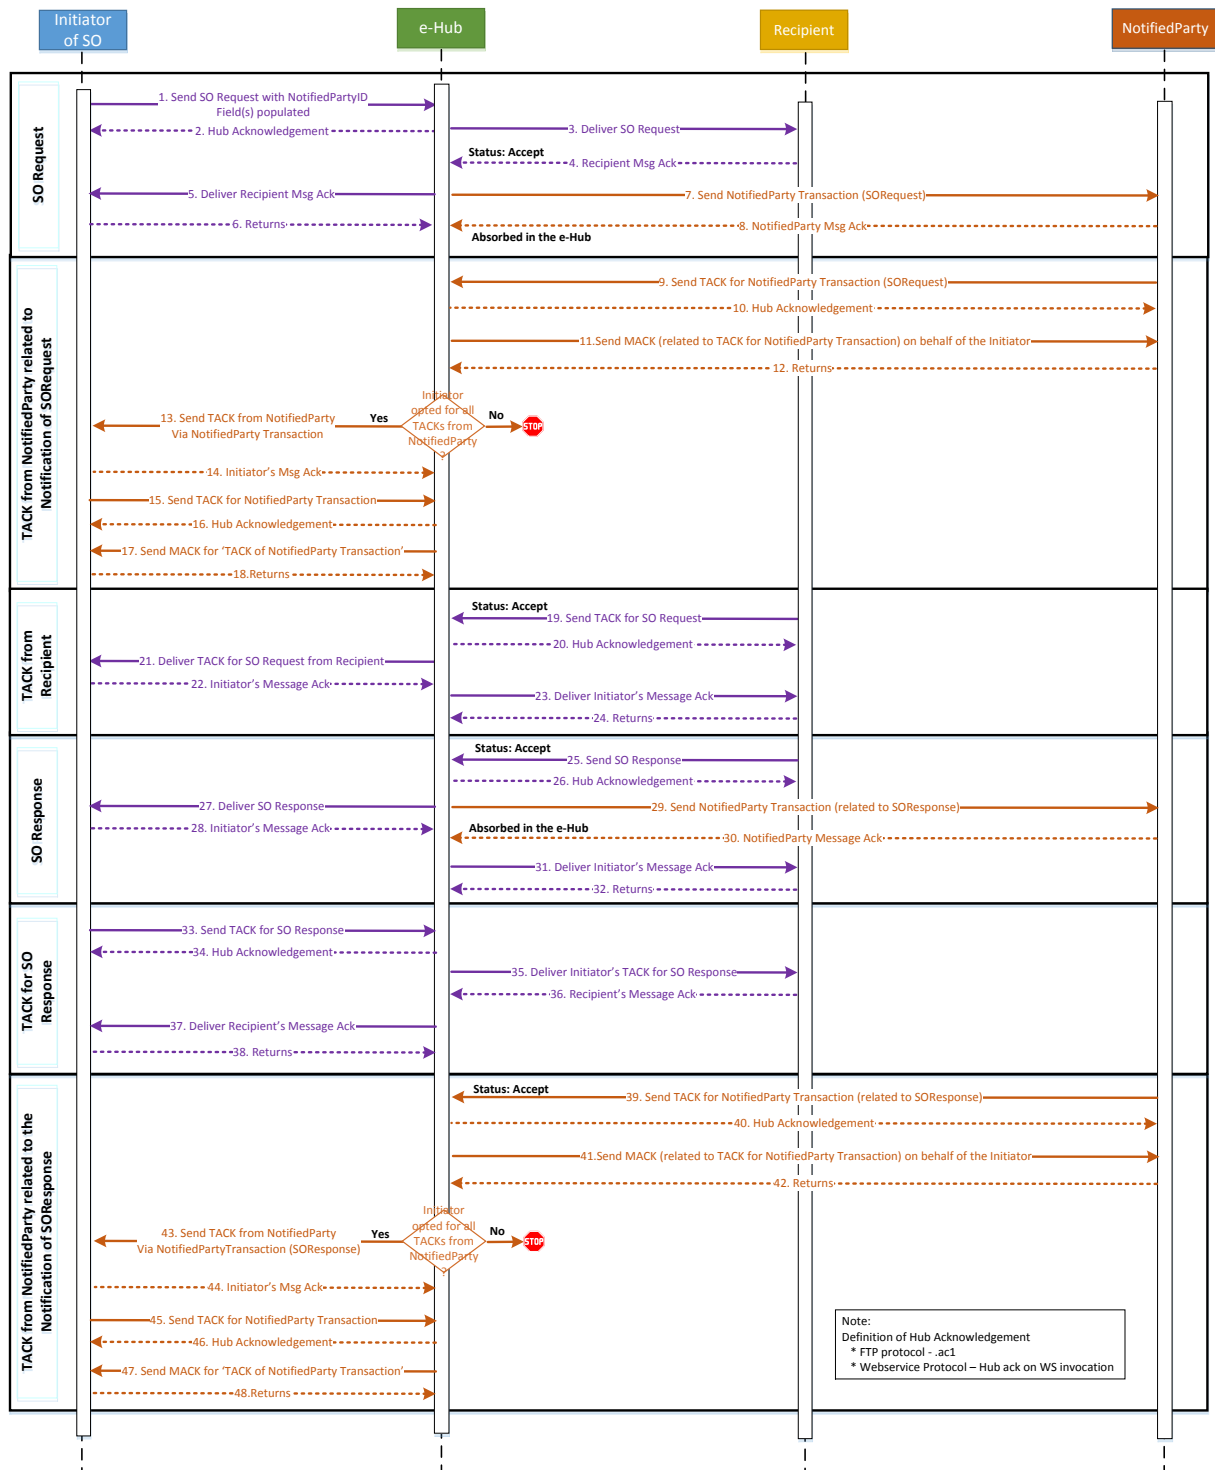 Initiator
of SO
e-Hub
Recipient
NotifiedParty
SO Request
1. Send SO Request with NotifiedPartyID
Field(s) populated
2. Hub Acknowledgement
3. Deliver SO Request
Status: Accept
4. Recipient Msg Ack
5. Deliver Recipient Msg Ack
7. Send NotifiedParty Transaction (SORequest)
6. Returns
8. NotifiedParty Msg Ack
Absorbed in the e-Hub
TACK from NotifiedParty related to
Notification of SORequest
9. Send TACK for NotifiedParty Transaction (SORequest)
10. Hub Acknowledgement
11.Send MACK (related to TACK for NotifiedParty Transaction) on behalf of the Initiator
12. Returns
Initiator
opted for all
TACKs from
NotifiedParty
?
Yes
No
STOP
13. Send TACK from NotifiedParty
Via NotifiedParty Transaction
14. Initiator's Msg Ack
15. Send TACK for NotifiedParty Transaction
16. Hub Acknowledgement
17. Send MACK for 'TACK of NotifiedParty Transaction'
18.Returns
TACK from
Recipient
Status: Accept
19. Send TACK for SO Request
20. Hub Acknowledgement
21. Deliver TACK for SO Request from Recipient
22. Initiator's Message Ack
23. Deliver Initiator's Message Ack
24. Returns
SO Response
Status: Accept
25. Send SO Response
26. Hub Acknowledgement
27. Deliver SO Response
29. Send NotifiedParty Transaction (related to SOResponse)
28. Initiator's Message Ack
Absorbed in the e-Hub
30. NotifiedParty Message Ack
31. Deliver Initiator's Message Ack
32. Returns
TACK for SO
Response
33. Send TACK for SO Response
34. Hub Acknowledgement
35. Deliver Initiator's TACK for SO Response
36. Recipient's Message Ack
37. Deliver Recipient's Message Ack
38. Returns
TACK from NotifiedParty related to the
Notification of SOResponse
Status: Accept
39. Send TACK for NotifiedParty Transaction (related to SOResponse)
40. Hub Acknowledgement
41.Send MACK (related to TACK for NotifiedParty Transaction) on behalf of the Initiator
42. Returns
Initiator
opted for all
TACKs from
NotifiedParty
?
Yes
No
STOP
43. Send TACK from NotifiedParty
Via NotifiedPartyTransaction (SOResponse)
44. Initiator's Msg Ack
45. Send TACK for NotifiedParty Transaction
46. Hub Acknowledgement
47. Send MACK for 'TACK of NotifiedParty Transaction'
48.Returns
Note:
Definition of Hub Acknowledgement
* FTP protocol - .ac1
* Webservice Protocol – Hub ack on WS invocation